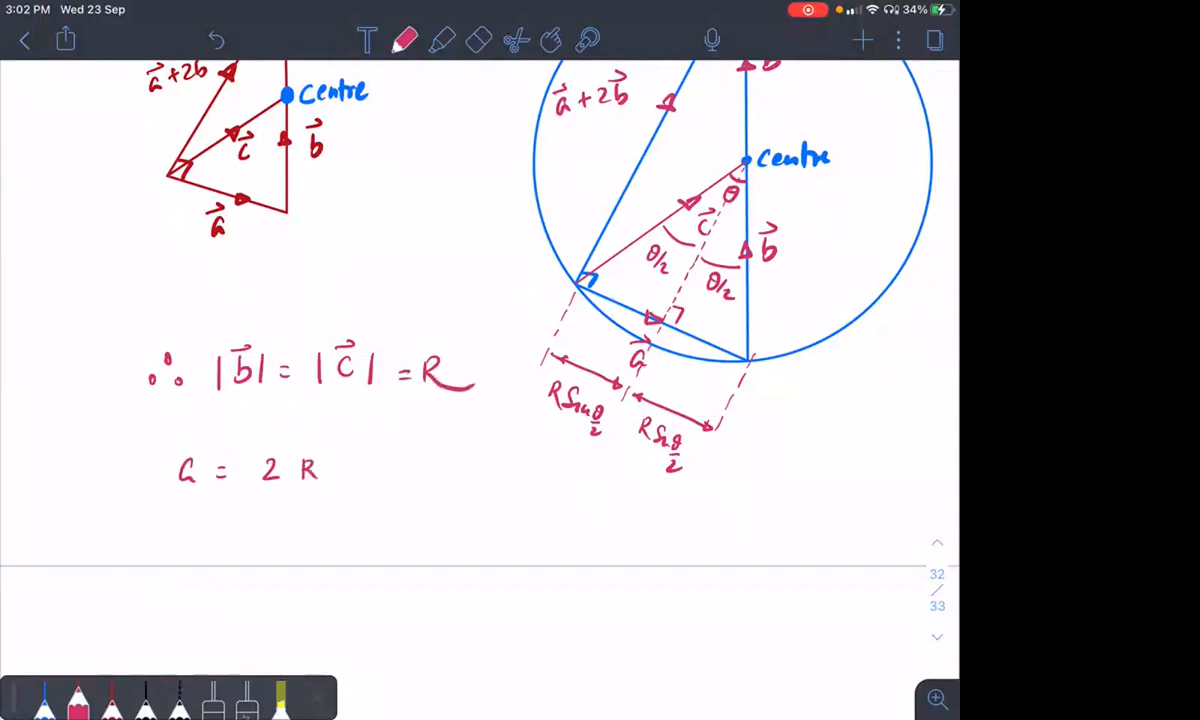 3:02 PM Wed 23 Sep
34%
T
a⃗ + 2b⃗
centre
c⃗
b⃗
a⃗
a⃗ + 2b⃗
b⃗
centre
θ
c⃗
b⃗
θ/2
θ/2
a⃗
R Sin θ/2
R Sin θ/2
∴ |b⃗| = |c⃗| = R
a = 2 R
32
/
33